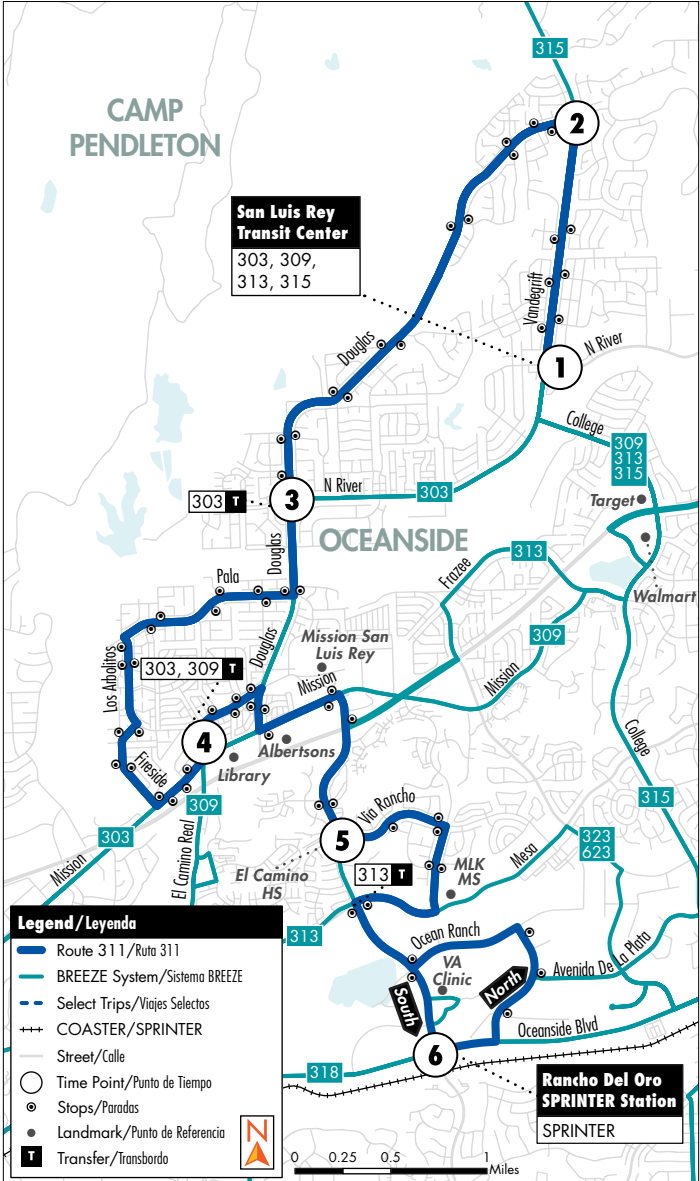 315
CAMP
PENDLETON
2
San Luis Rey
Transit Center
303, 309,
313, 315
Vandegrift
Douglas
1
N River
College
309
313
315
N River
303
303 T
3
Target
OCEANSIDE
Douglas
313
Frazee
Walmart
Pala
309
Mission San
Luis Rey
Douglas
Los Arbolitos
303, 309 T
Mission
Mission
4
Albertsons
Library
College
Fireside
309
315
303
El Camino Real
Via Rancho
5
323
623
Mission
Mesa
El Camino
HS
313 T
MLK
MS
313
Ocean Ranch
VA
Clinic
Avenida De La Plata
North
South
Oceanside Blvd
6
318
Rancho Del Oro
SPRINTER Station
SPRINTER
Legend/Leyenda
Route 311/Ruta 311
BREEZE System/Sistema BREEZE
Select Trips/Viajes Selectos
COASTER/SPRINTER
Street/Calle
Time Point/Punto de Tiempo
Stops/Paradas
Landmark/Punto de Referencia
T Transfer/Transbordo
N
0 0.25 0.5 1
Miles